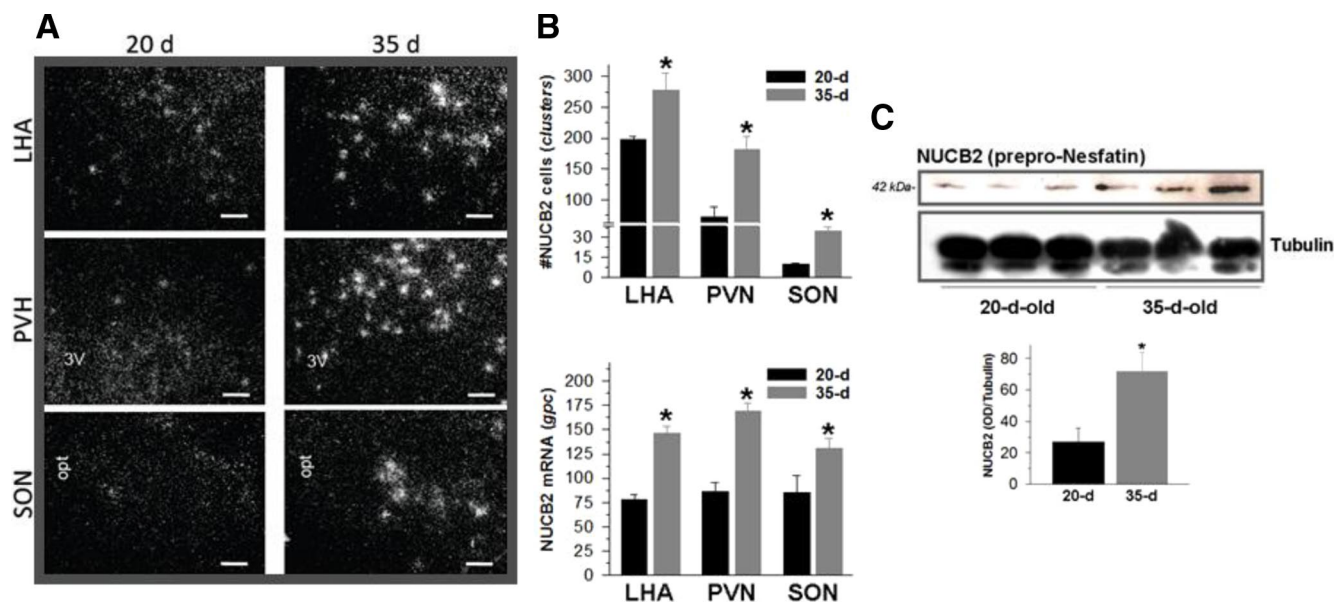 A
20 d 35 d
LHA
PVH
3V 3V
SON
opt opt
B
#NUCB2 cells (clusters)
300
250
200
150
100
30
15
0
20-d
35-d
* * *
LHA PVN SON
NUCB2 mRNA (gpc)
200
175
150
125
100
75
50
25
0
20-d
35-d
* * *
LHA PVN SON
C
NUCB2 (prepro-Nesfatin)
42 kDa-
Tubulin
20-d-old 35-d-old
NUCB2 (OD/Tubulin)
80
60
40
20
0
*
20-d 35-d